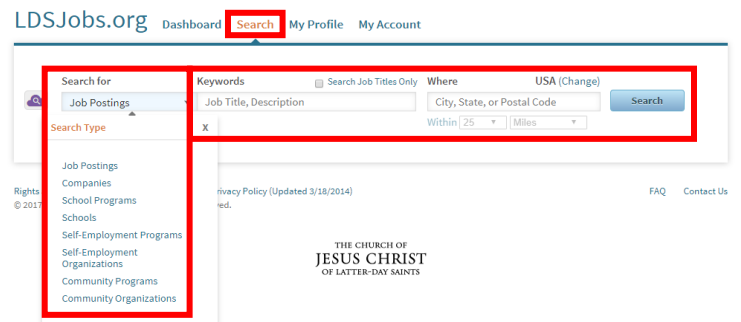 LDSJobs.org Dashboard Search My Profile My Account
Search for Keywords Search Job Titles Only Where USA (Change)
Job Postings Job Title, Description City, State, or Postal Code Search
Within 25 Miles
Search Type X
Job Postings
Companies
School Programs
Schools
Self-Employment Programs
Self-Employment
Organizations
Community Programs
Community Organizations
Rights Privacy Policy (Updated 3/18/2014) FAQ Contact Us
© 2017
THE CHURCH OF
JESUS CHRIST
OF LATTER-DAY SAINTS